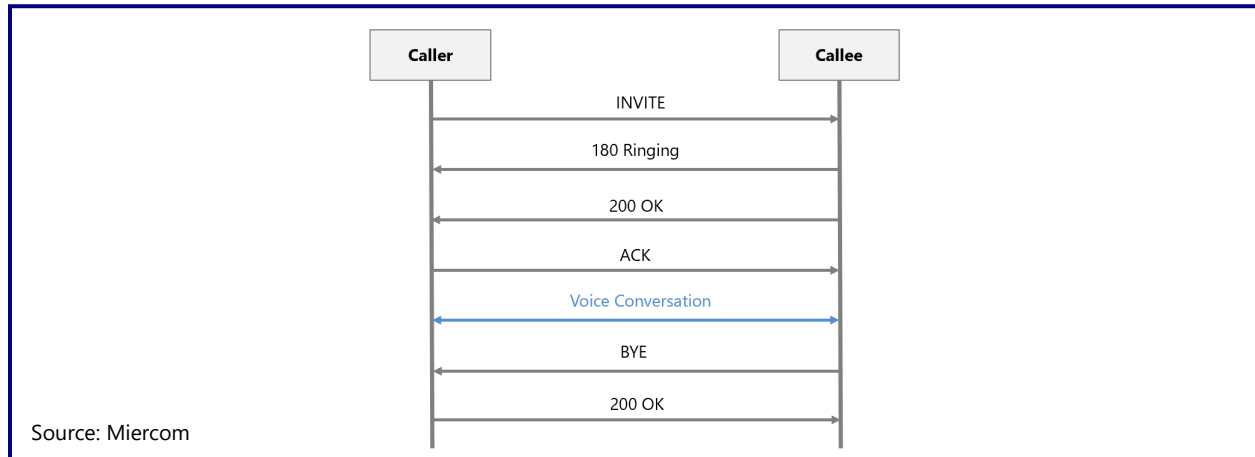 Caller
Callee
INVITE
180 Ringing
200 OK
ACK
Voice Conversation
BYE
200 OK
Source: Miercom